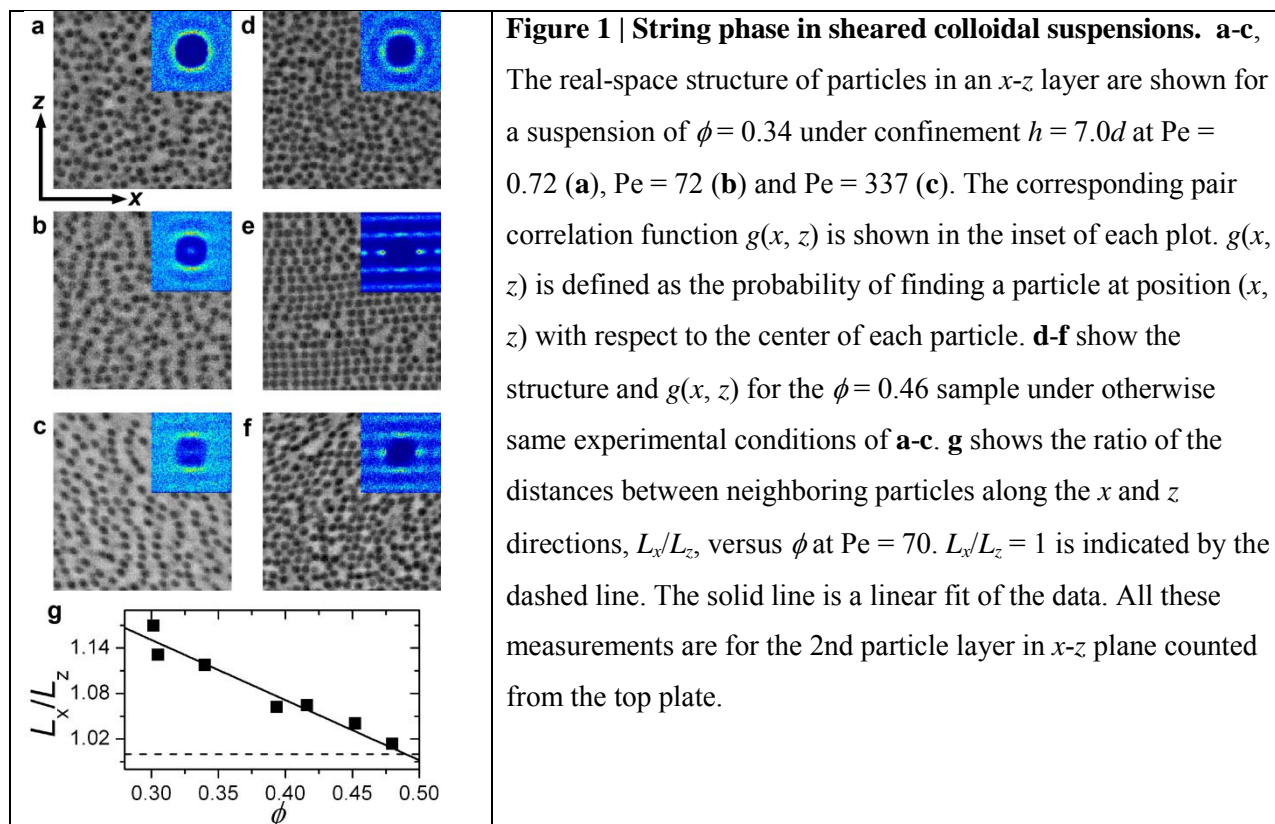 a
d
z
x
b
e
c
f
g
1.14
1.08
1.02
Lx/Lz
0.30 0.35 0.40 0.45 0.50
ϕ
Figure 1 | String phase in sheared colloidal suspensions. a-c,
The real-space structure of particles in an x-z layer are shown for
a suspension of ϕ = 0.34 under confinement h = 7.0d at Pe =
0.72 (a), Pe = 72 (b) and Pe = 337 (c). The corresponding pair
correlation function g(x, z) is shown in the inset of each plot. g(x,
z) is defined as the probability of finding a particle at position (x,
z) with respect to the center of each particle. d-f show the
structure and g(x, z) for the ϕ = 0.46 sample under otherwise
same experimental conditions of a-c. g shows the ratio of the
distances between neighboring particles along the x and z
directions, Lx/Lz, versus ϕ at Pe = 70. Lx/Lz = 1 is indicated by the
dashed line. The solid line is a linear fit of the data. All these
measurements are for the 2nd particle layer in x-z plane counted
from the top plate.